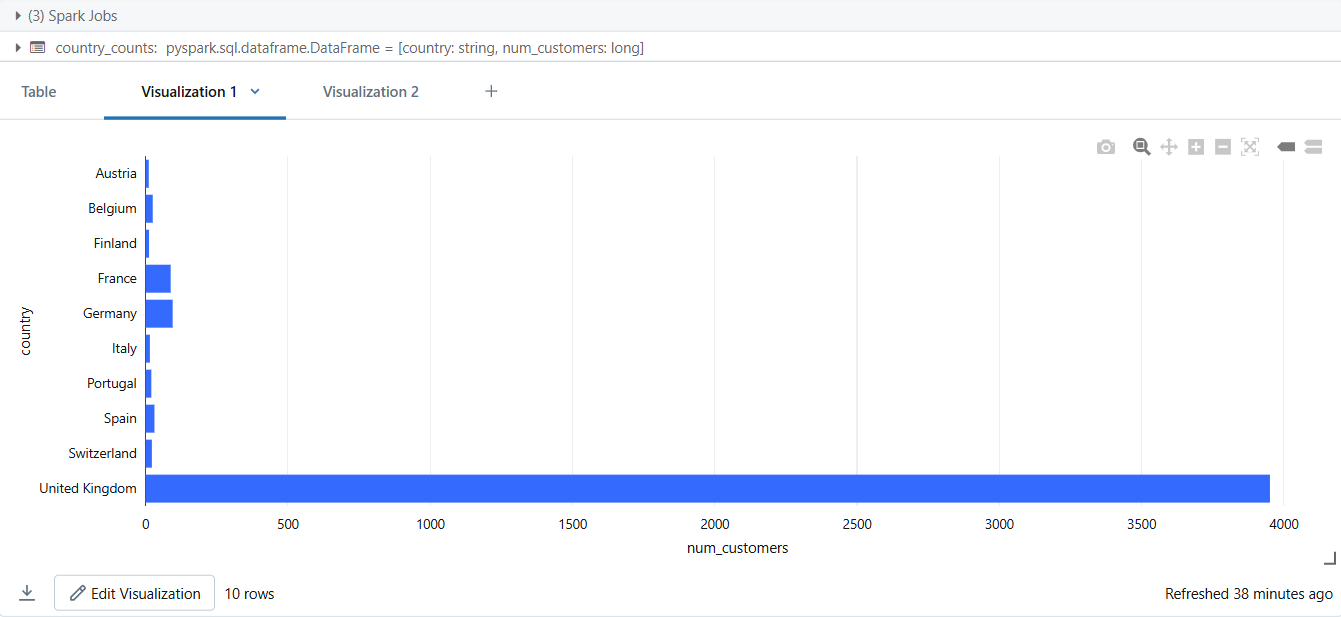 (3) Spark Jobs
country_counts: pyspark.sql.dataframe.DataFrame = [country: string, num_customers: long]
Table Visualization 1 Visualization 2 +
Austria
Belgium
Finland
France
Germany
Italy
Portugal
Spain
Switzerland
United Kingdom
country
0 500 1000 1500 2000 2500 3000 3500 4000
num_customers
Edit Visualization 10 rows Refreshed 38 minutes ago